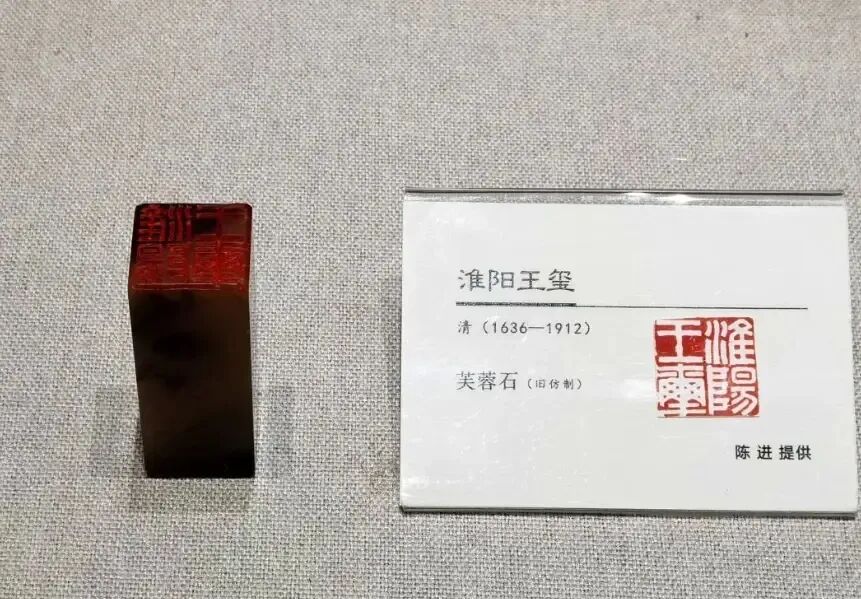 淮阳王玺
清（1636—1912）
芙蓉石（旧仿制）
淮陽王璽
陈 进 提供